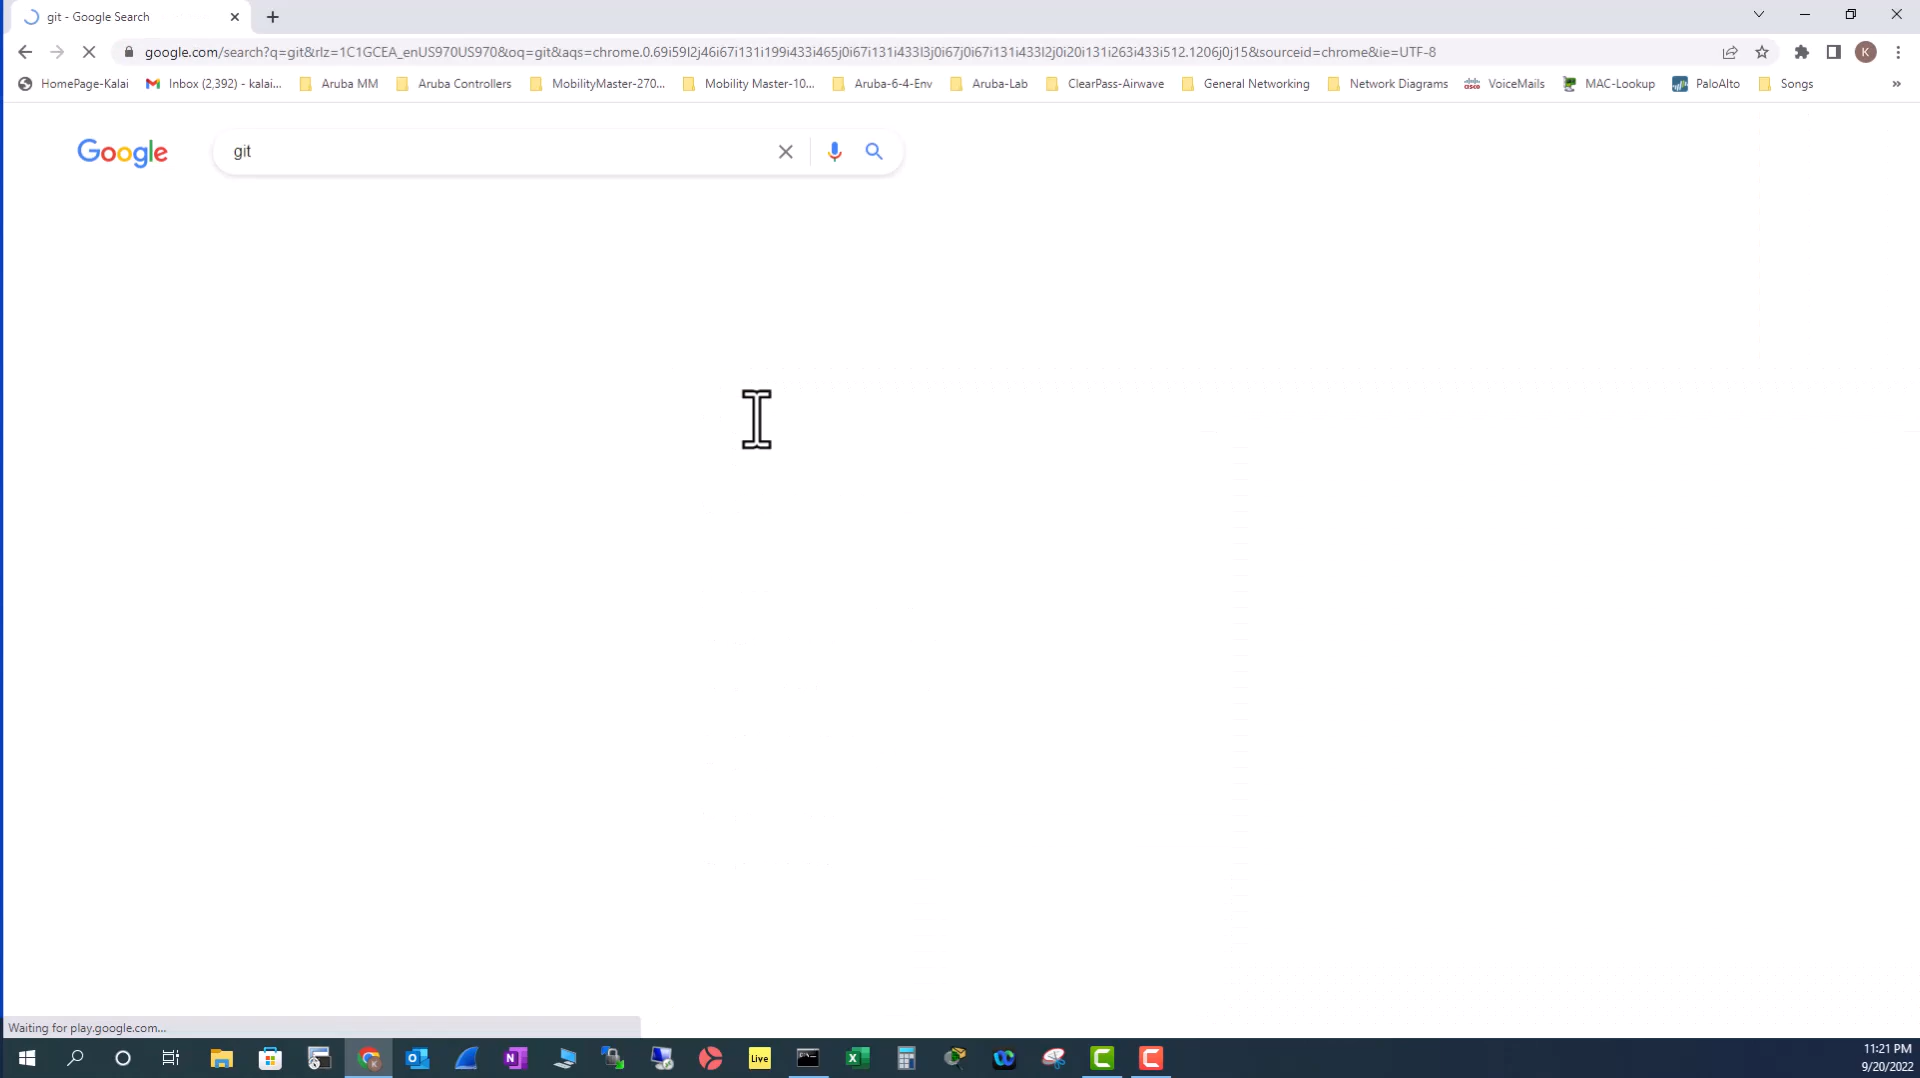 git - Google Search
google.com/search?q=git&rlz=1C1GCEA_enUS970US970&oq=git&aqs=chrome.0.69i59l2j46i67i131i199i433i465j0i67i131i433l3j0i67j0i67i131i433l2j0i20i131i263i433i512.1206j0j15&sourceid=chrome&ie=UTF-8
K
HomePage-Kalai Inbox (2,392) - kalai... Aruba MM Aruba Controllers MobilityMaster-270... Mobility Master-10... Aruba-6-4-Env Aruba-Lab ClearPass-Airwave General Networking Network Diagrams VoiceMails MAC-Lookup PaloAlto Songs »
Google git
Waiting for play.google.com...
Live
11:21 PM
9/20/2022